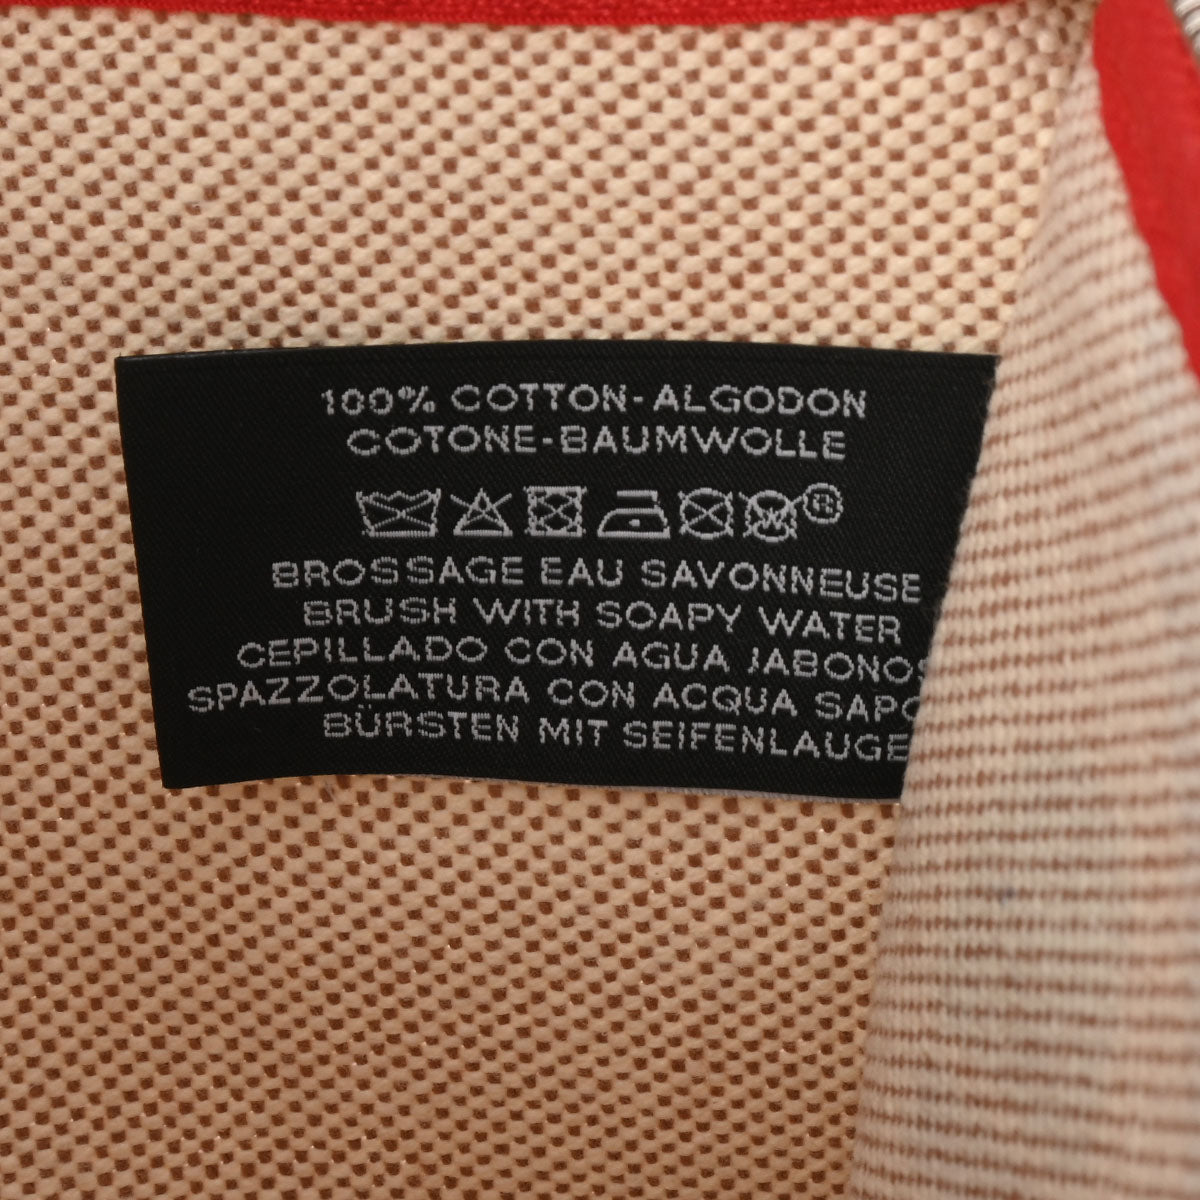 100% COTTON-ALGODON
COTONE-BAUMWOLLE
BROSSAGE EAU SAVONNEUSE
BRUSH WITH SOAPY WATER
CEPILLADO CON AGUA JABONOS
SPAZZOLATURA CON ACQUA SAPO
BÜRSTEN MIT SEIFENLAUGE